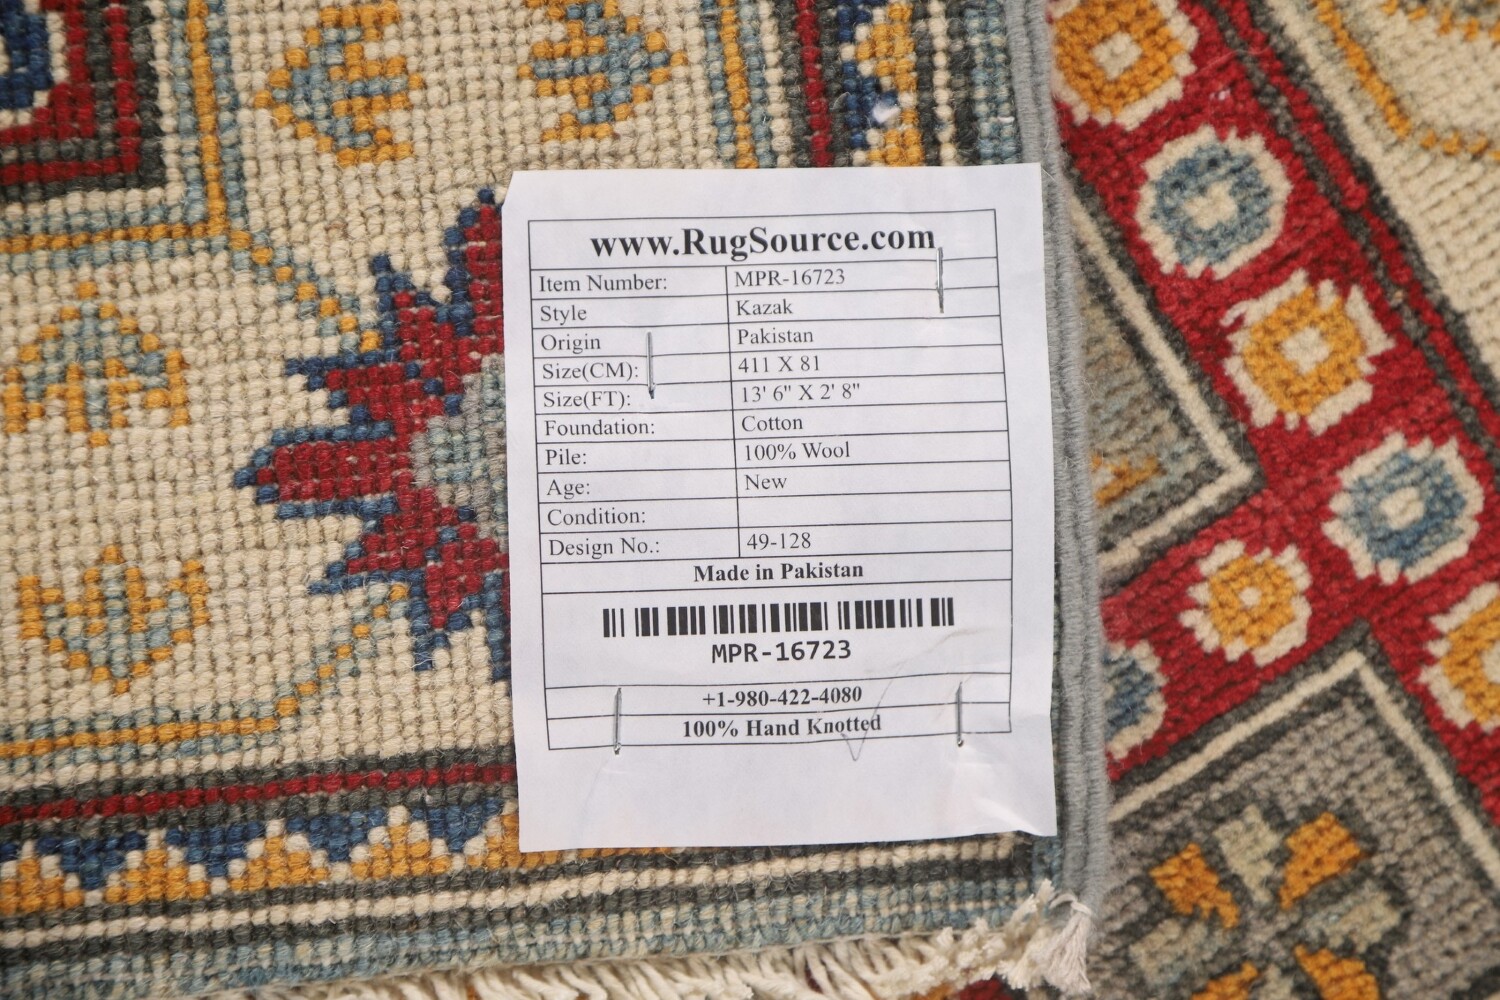 www.RugSource.com
Item Number: MPR-16723
Style Kazak
Origin Pakistan
Size(CM): 411 X 81
Size(FT): 13' 6" X 2' 8"
Foundation: Cotton
Pile: 100% Wool
Age: New
Condition:
Design No.: 49-128
Made in Pakistan
MPR-16723
+1-980-422-4080
100% Hand Knotted